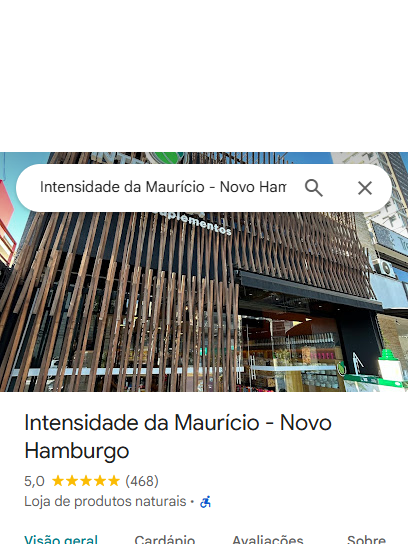 Intensidade da Maurício - Novo Ham
suplementos
Intensidade da Maurício - Novo
Hamburgo
5,0 (468)
Loja de produtos naturais ·
Visão geral Cardápio Avaliações Sobre